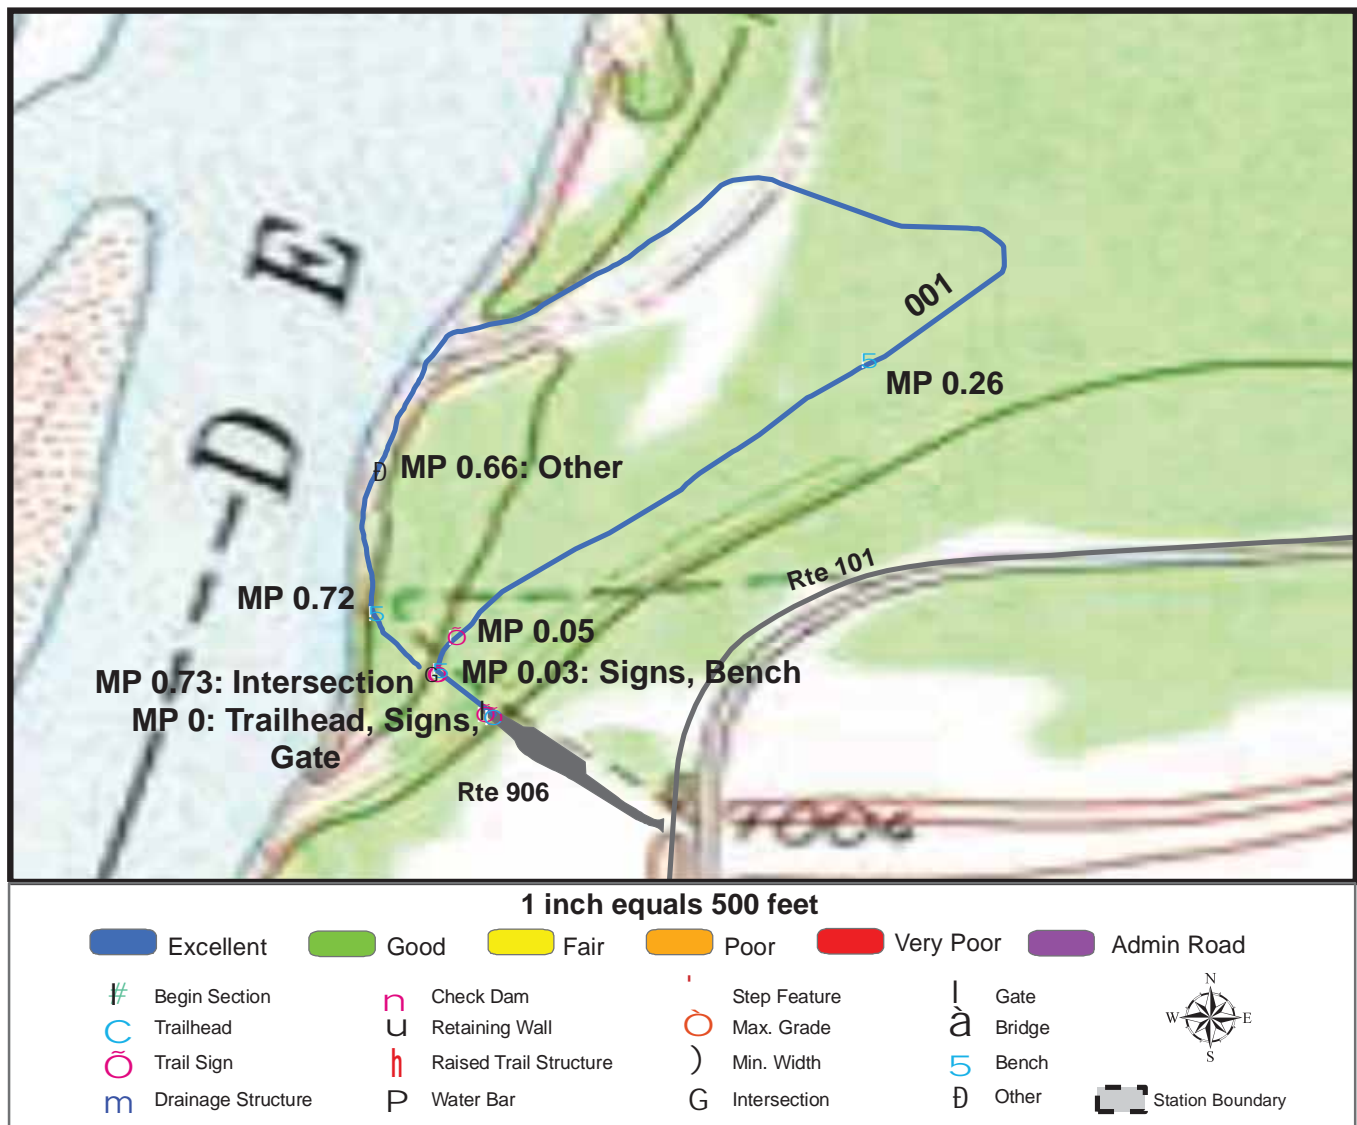 E
D
001
MP 0.26
MP 0.66: Other
Rte 101
MP 0.72
MP 0.05
MP 0.03: Signs, Bench
MP 0.73: Intersection
MP 0: Trailhead, Signs,
Gate
Rte 906
1 inch equals 500 feet
Excellent Good Fair Poor Very Poor Admin Road
# Begin Section n Check Dam ' Step Feature l Gate
C Trailhead u Retaining Wall Ò Max. Grade à Bridge
Õ Trail Sign h Raised Trail Structure ) Min. Width 5 Bench
m Drainage Structure P Water Bar G Intersection Ð Other Station Boundary
N
W E
S